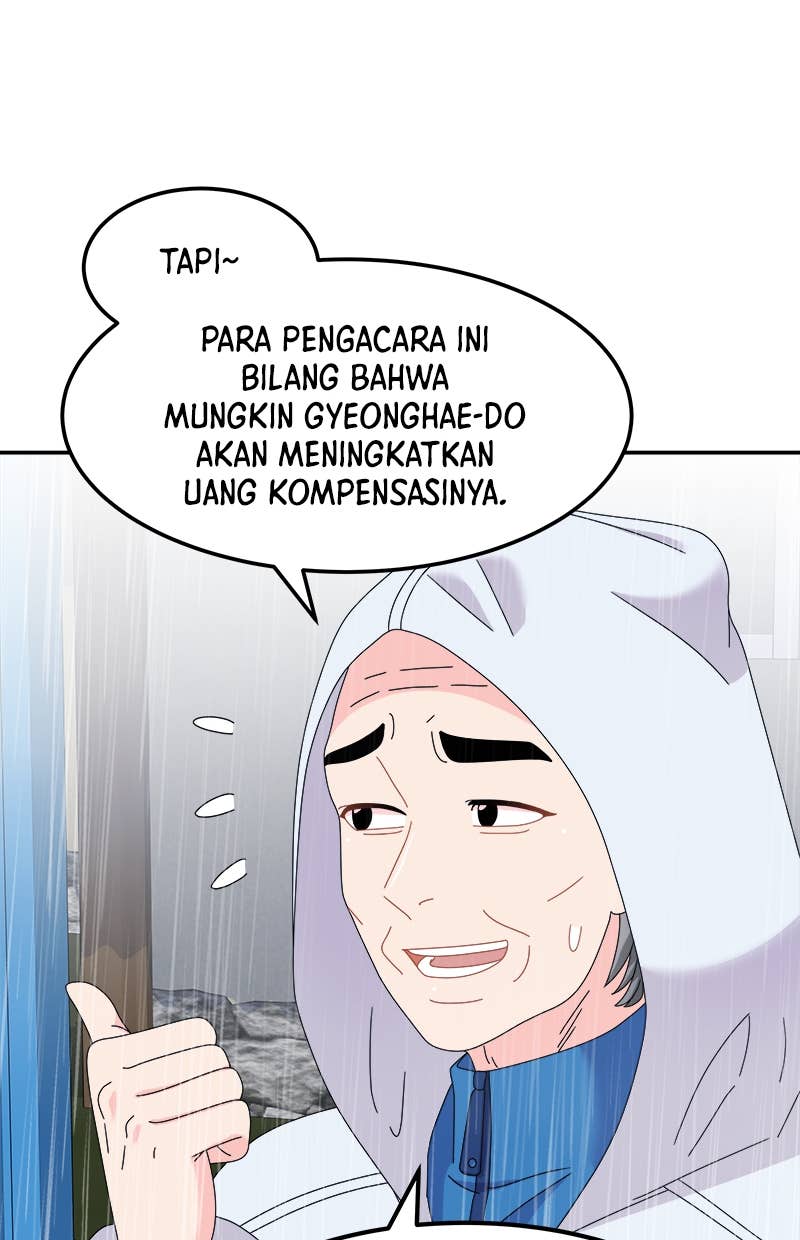 TAPI~
PARA PENGACARA INI
BILANG BAHWA
MUNGKIN GYEONGHAE-DO
AKAN MENINGKATKAN
UANG KOMPENSASINYA.